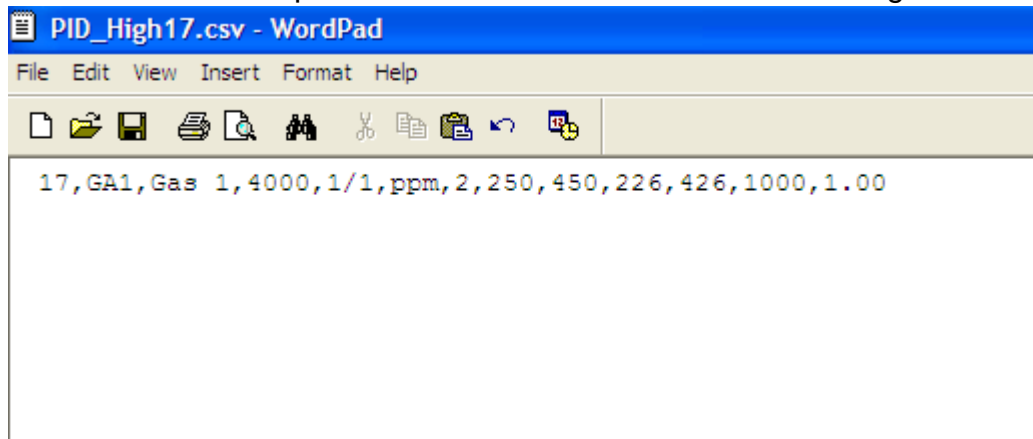 PID_High17.csv - WordPad
File Edit View Insert Format Help
17,GA1,Gas 1,4000,1/1,ppm,2,250,450,226,426,1000,1.00